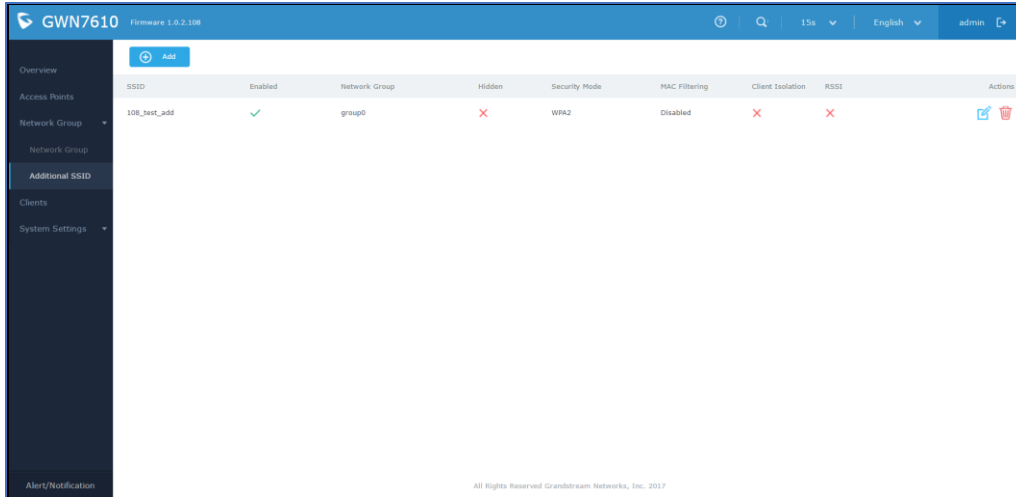 GWN7610 Firmware 1.0.2.108 15s English admin
Overview
Access Points
Network Group
Network Group
Additional SSID
Clients
System Settings
Alert/Notification
Add
SSID Enabled Network Group Hidden Security Mode MAC Filtering Client Isolation RSSI Actions
108_test_add group0 WPA2 Disabled
All Rights Reserved Grandstream Networks, Inc. 2017